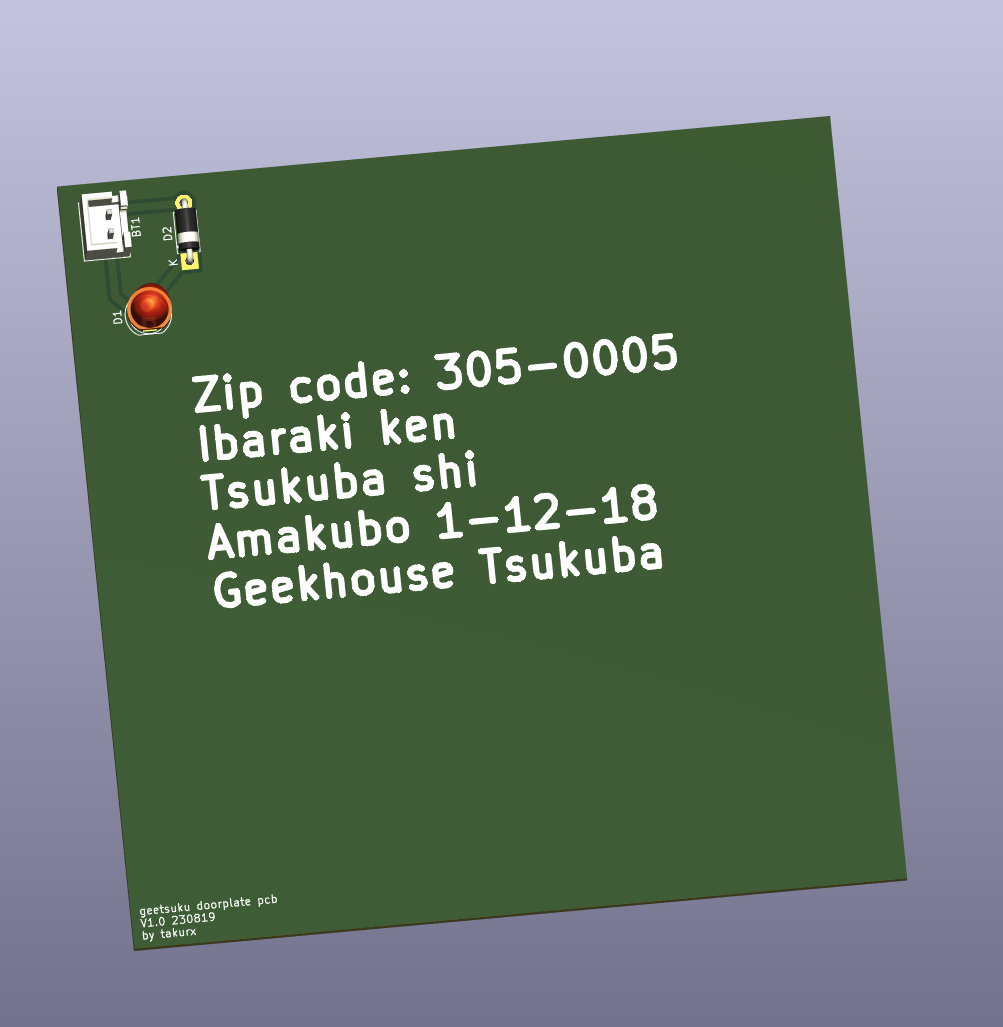 BT1
D2
K
D1
Zip code: 305-0005
Ibaraki ken
Tsukuba shi
Amakubo 1-12-18
Geekhouse Tsukuba
geetsuku doorplate pcb
V1.0 230819
by takurx